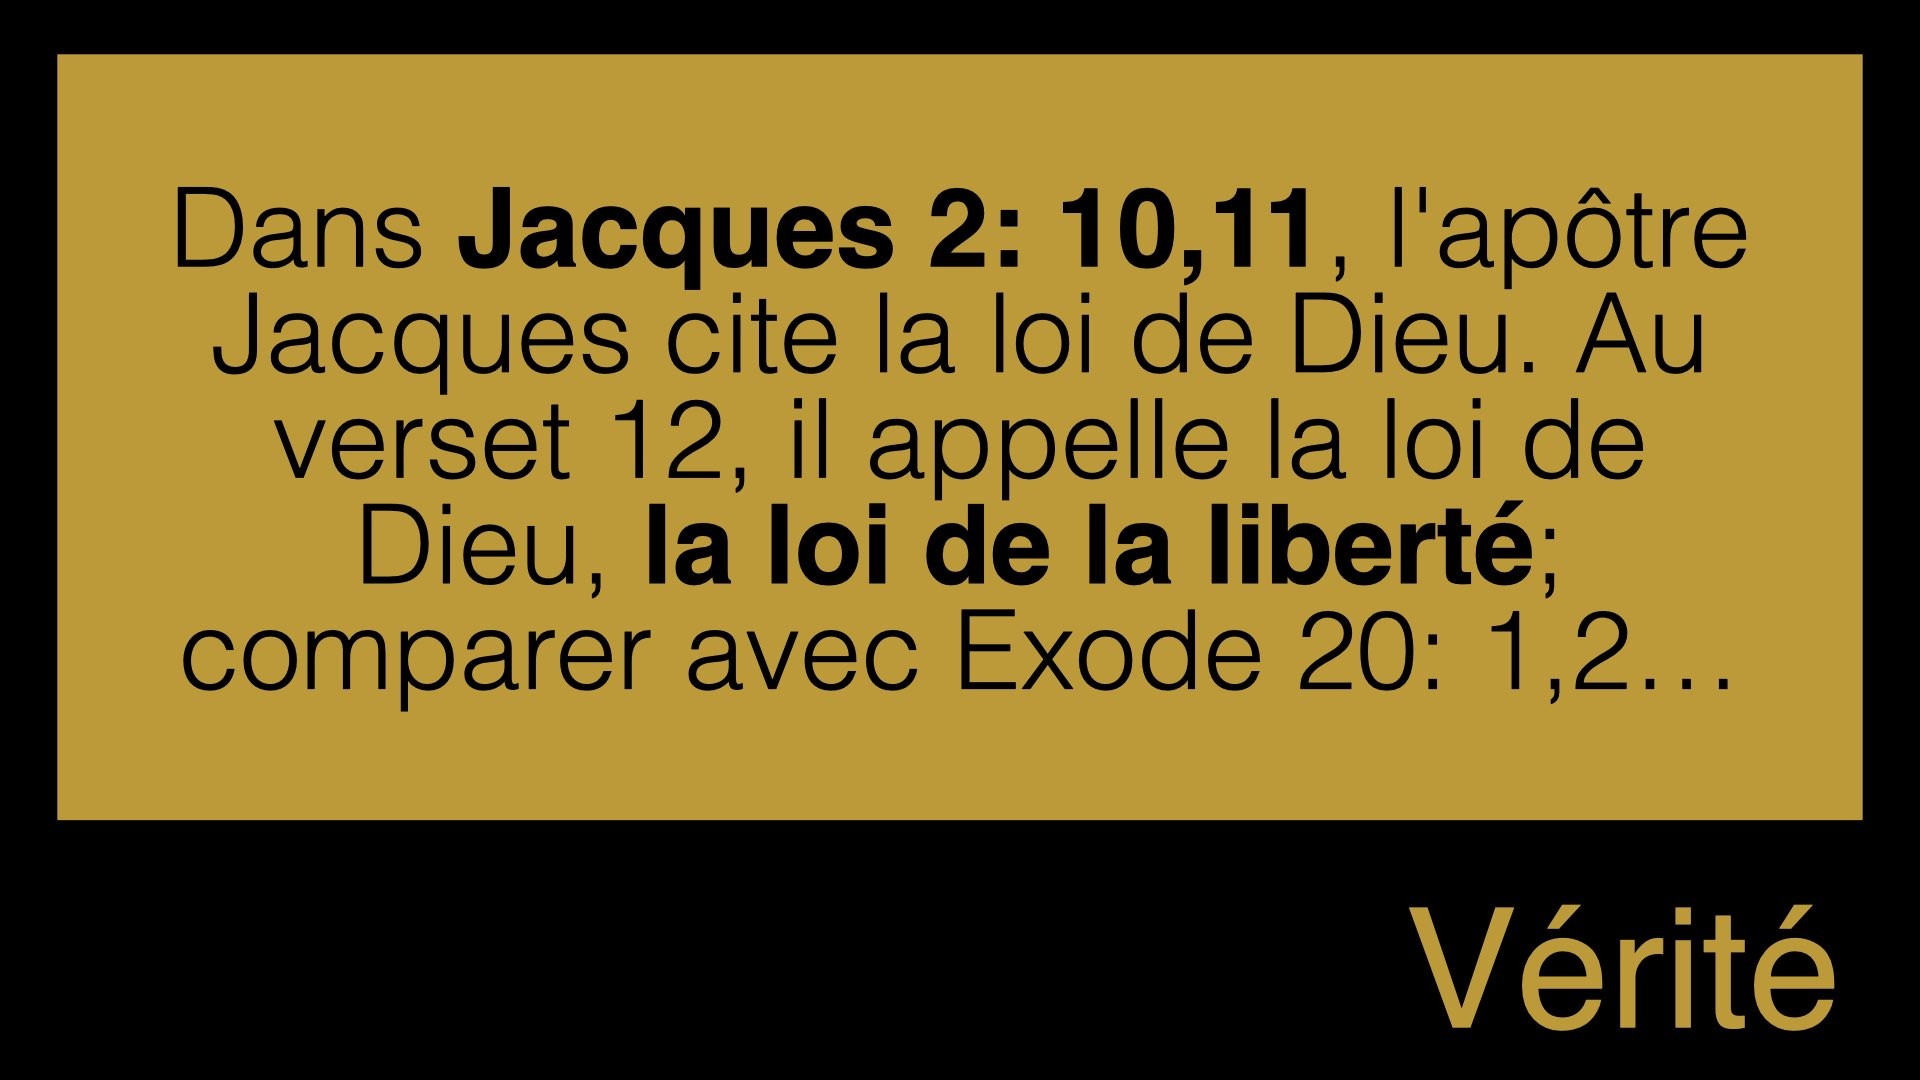 Dans Jacques 2: 10,11, l'apôtre
Jacques cite la loi de Dieu. Au
verset 12, il appelle la loi de
Dieu, la loi de la liberté;
comparer avec Exode 20: 1,2...
Vérité